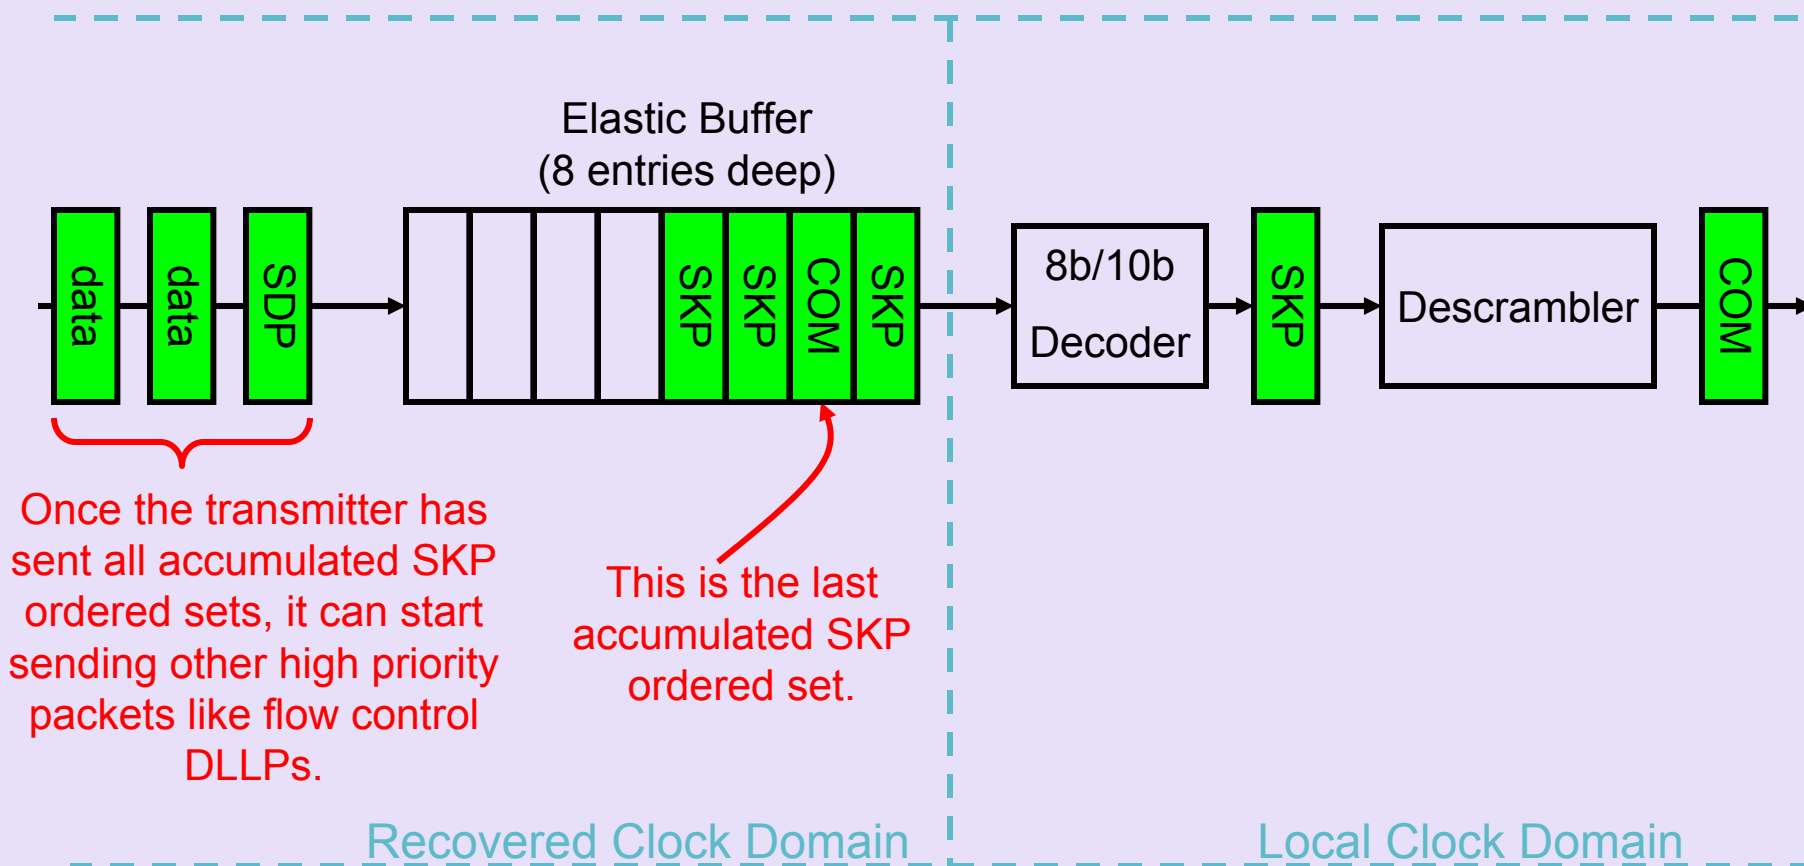 Elastic Buffer
(8 entries deep)
data
data
SDP
SKP
SKP
COM
SKP
8b/10b
Decoder
SKP
Descrambler
COM
Once the transmitter has
sent all accumulated SKP
ordered sets, it can start
sending other high priority
packets like flow control
DLLPs.
This is the last
accumulated SKP
ordered set.
Recovered Clock Domain
Local Clock Domain